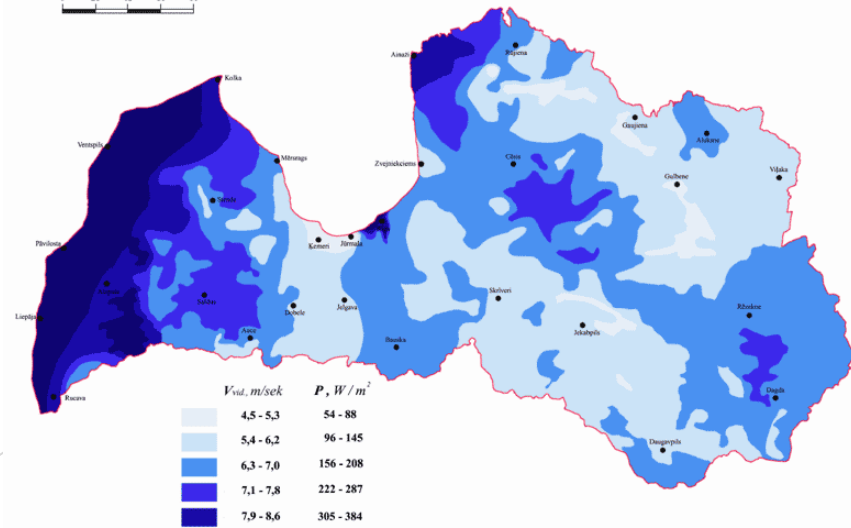 Ainaži
Rūjiena
Kolka
Gaujiena
Alūksne
Ventspils
Mērsrags
Zvejniekciems
Cēsis
Gulbene
Viļaka
Ķemeri
Jūrmala
Pāvilosta
Saldus
Skrīveri
Rēzekne
Liepāja
Dobele
Jelgava
Jēkabpils
Auce
Bauska
Rucava
Dagda
Daugavpils
Vvid., m/sek P , W / m²
4,5 - 5,3 54 - 88
5,4 - 6,2 96 - 145
6,3 - 7,0 156 - 208
7,1 - 7,8 222 - 287
7,9 - 8,6 305 - 384